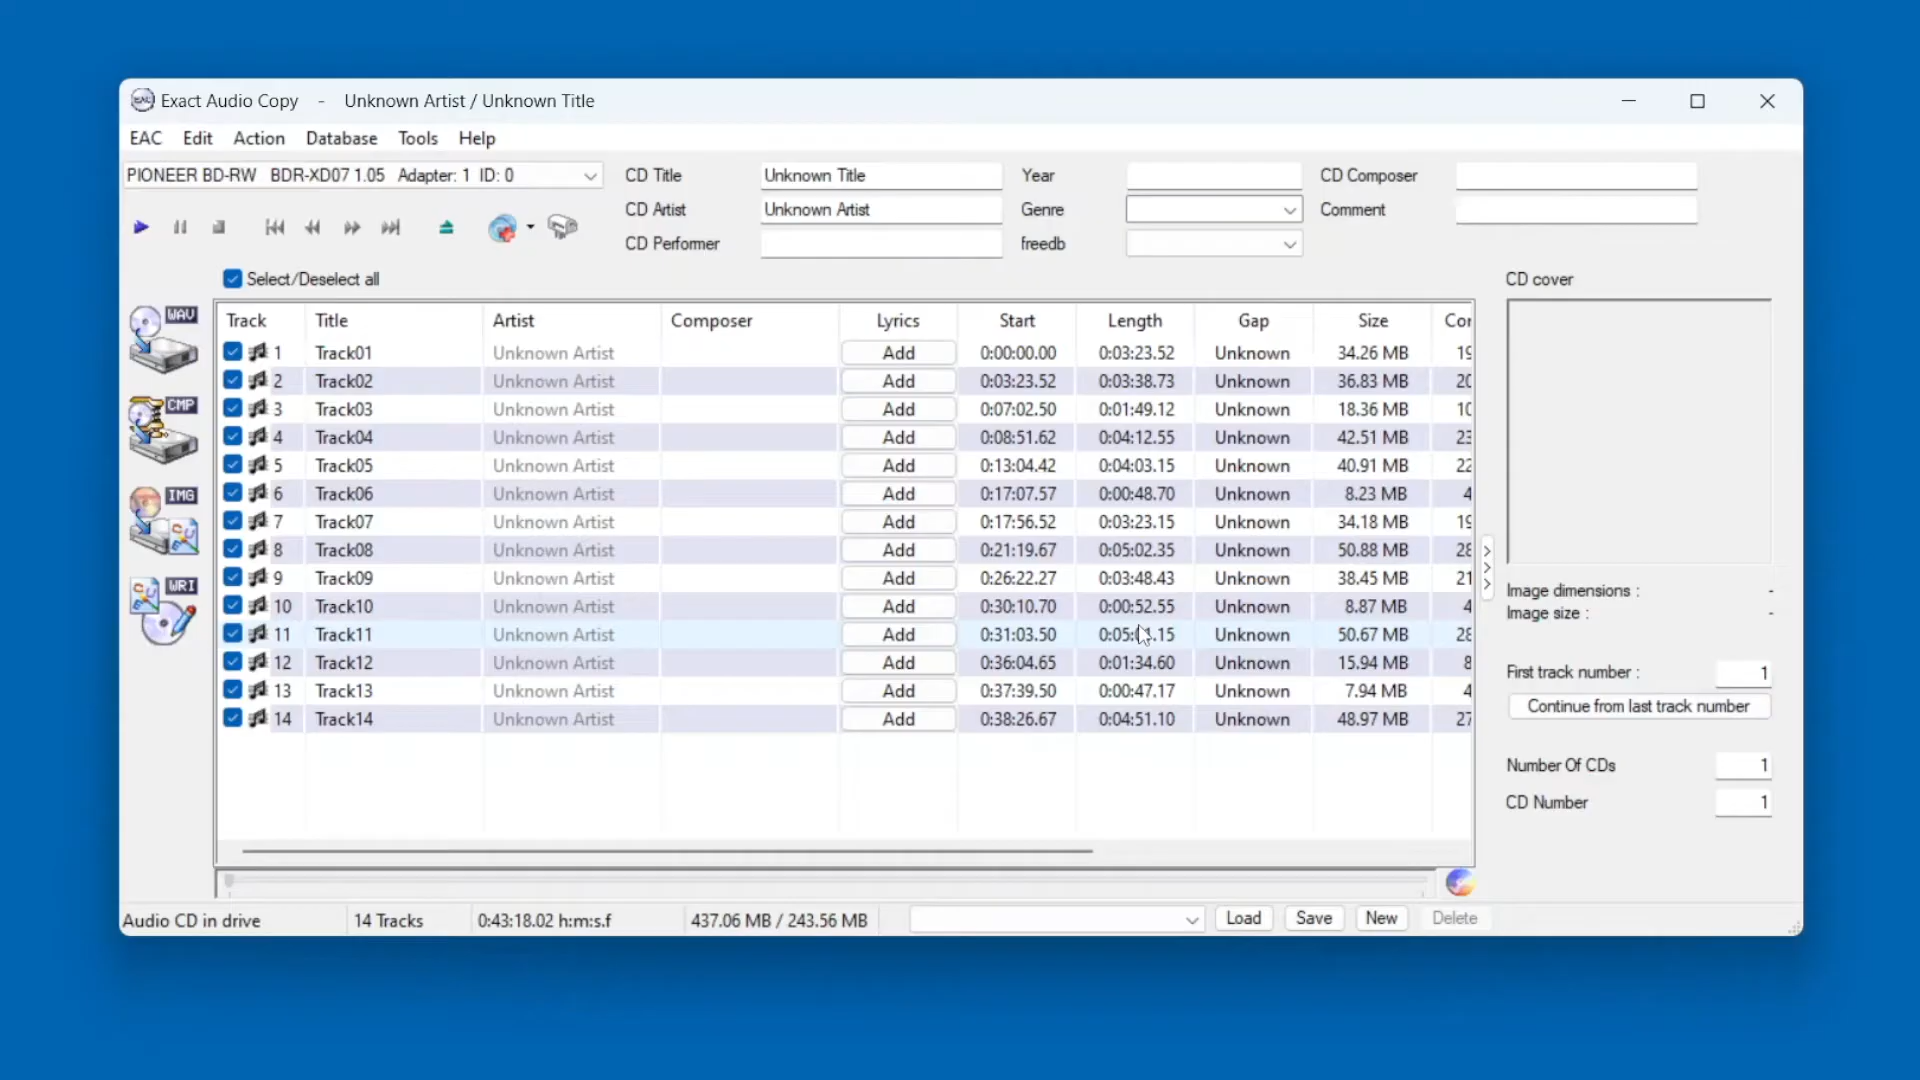 Exact Audio Copy - Unknown Artist / Unknown Title
EAC Edit Action Database Tools Help
PIONEER BD-RW BDR-XD07 1.05 Adapter: 1 ID: 0
CD Title Unknown Title Year CD Composer
CD Artist Unknown Artist Genre Comment
CD Performer freedb
Select/Deselect all
CD cover
WAV
CMP
IMG
WRI
Track Title Artist Composer Lyrics Start Length Gap Size Cor
1 Track01 Unknown Artist Add 0:00:00.00 0:03:23.52 Unknown 34.26 MB
2 Track02 Unknown Artist Add 0:03:23.52 0:03:38.73 Unknown 36.83 MB
3 Track03 Unknown Artist Add 0:07:02.50 0:01:49.12 Unknown 18.36 MB
4 Track04 Unknown Artist Add 0:08:51.62 0:04:12.55 Unknown 42.51 MB
5 Track05 Unknown Artist Add 0:13:04.42 0:04:03.15 Unknown 40.91 MB
6 Track06 Unknown Artist Add 0:17:07.57 0:00:48.70 Unknown 8.23 MB
7 Track07 Unknown Artist Add 0:17:56.52 0:03:23.15 Unknown 34.18 MB
8 Track08 Unknown Artist Add 0:21:19.67 0:05:02.35 Unknown 50.88 MB
9 Track09 Unknown Artist Add 0:26:22.27 0:03:48.43 Unknown 38.45 MB
10 Track10 Unknown Artist Add 0:30:10.70 0:00:52.55 Unknown 8.87 MB
11 Track11 Unknown Artist Add 0:31:03.50 Unknown 50.67 MB
12 Track12 Unknown Artist Add 0:36:04.65 0:01:34.60 Unknown 15.94 MB
13 Track13 Unknown Artist Add 0:37:39.50 0:00:47.17 Unknown 7.94 MB
14 Track14 Unknown Artist Add 0:38:26.67 0:04:51.10 Unknown 48.97 MB
Image dimensions : -
Image size : -
First track number : 1
Continue from last track number
Number Of CDs 1
CD Number 1
Audio CD in drive 14 Tracks 0:43:18.02 h:m:s.f 437.06 MB / 243.56 MB Load Save New Delete